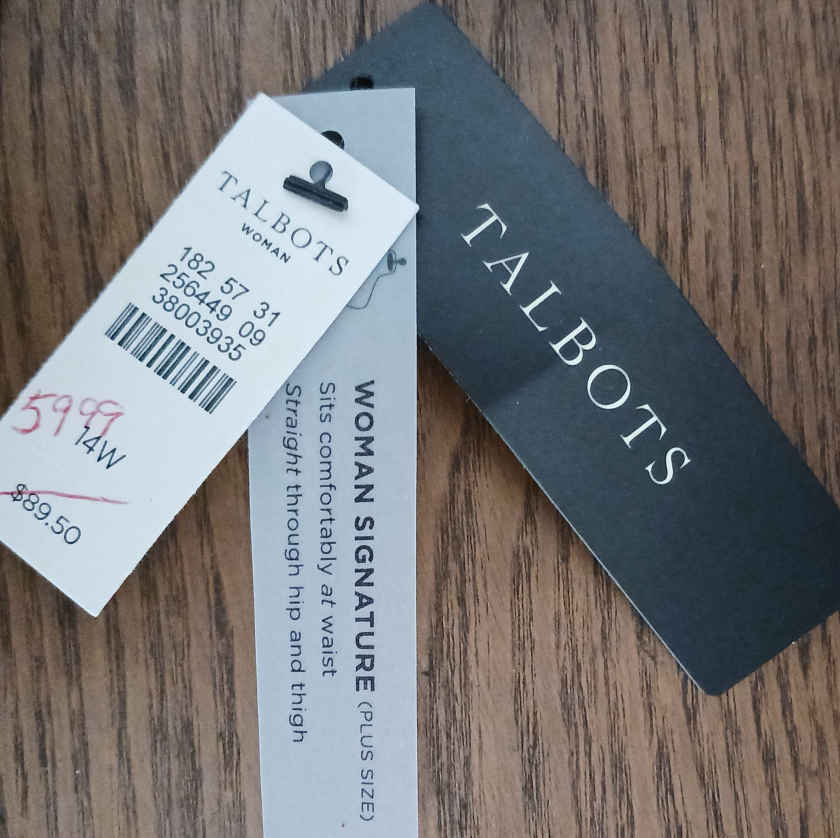 TALBOTS
WOMAN
182 57 31
256449 09
38003935
5999
14W
$89.50
WOMAN SIGNATURE (PLUS SIZE)
Sits comfortably at waist
Straight through hip and thigh
TALBOTS